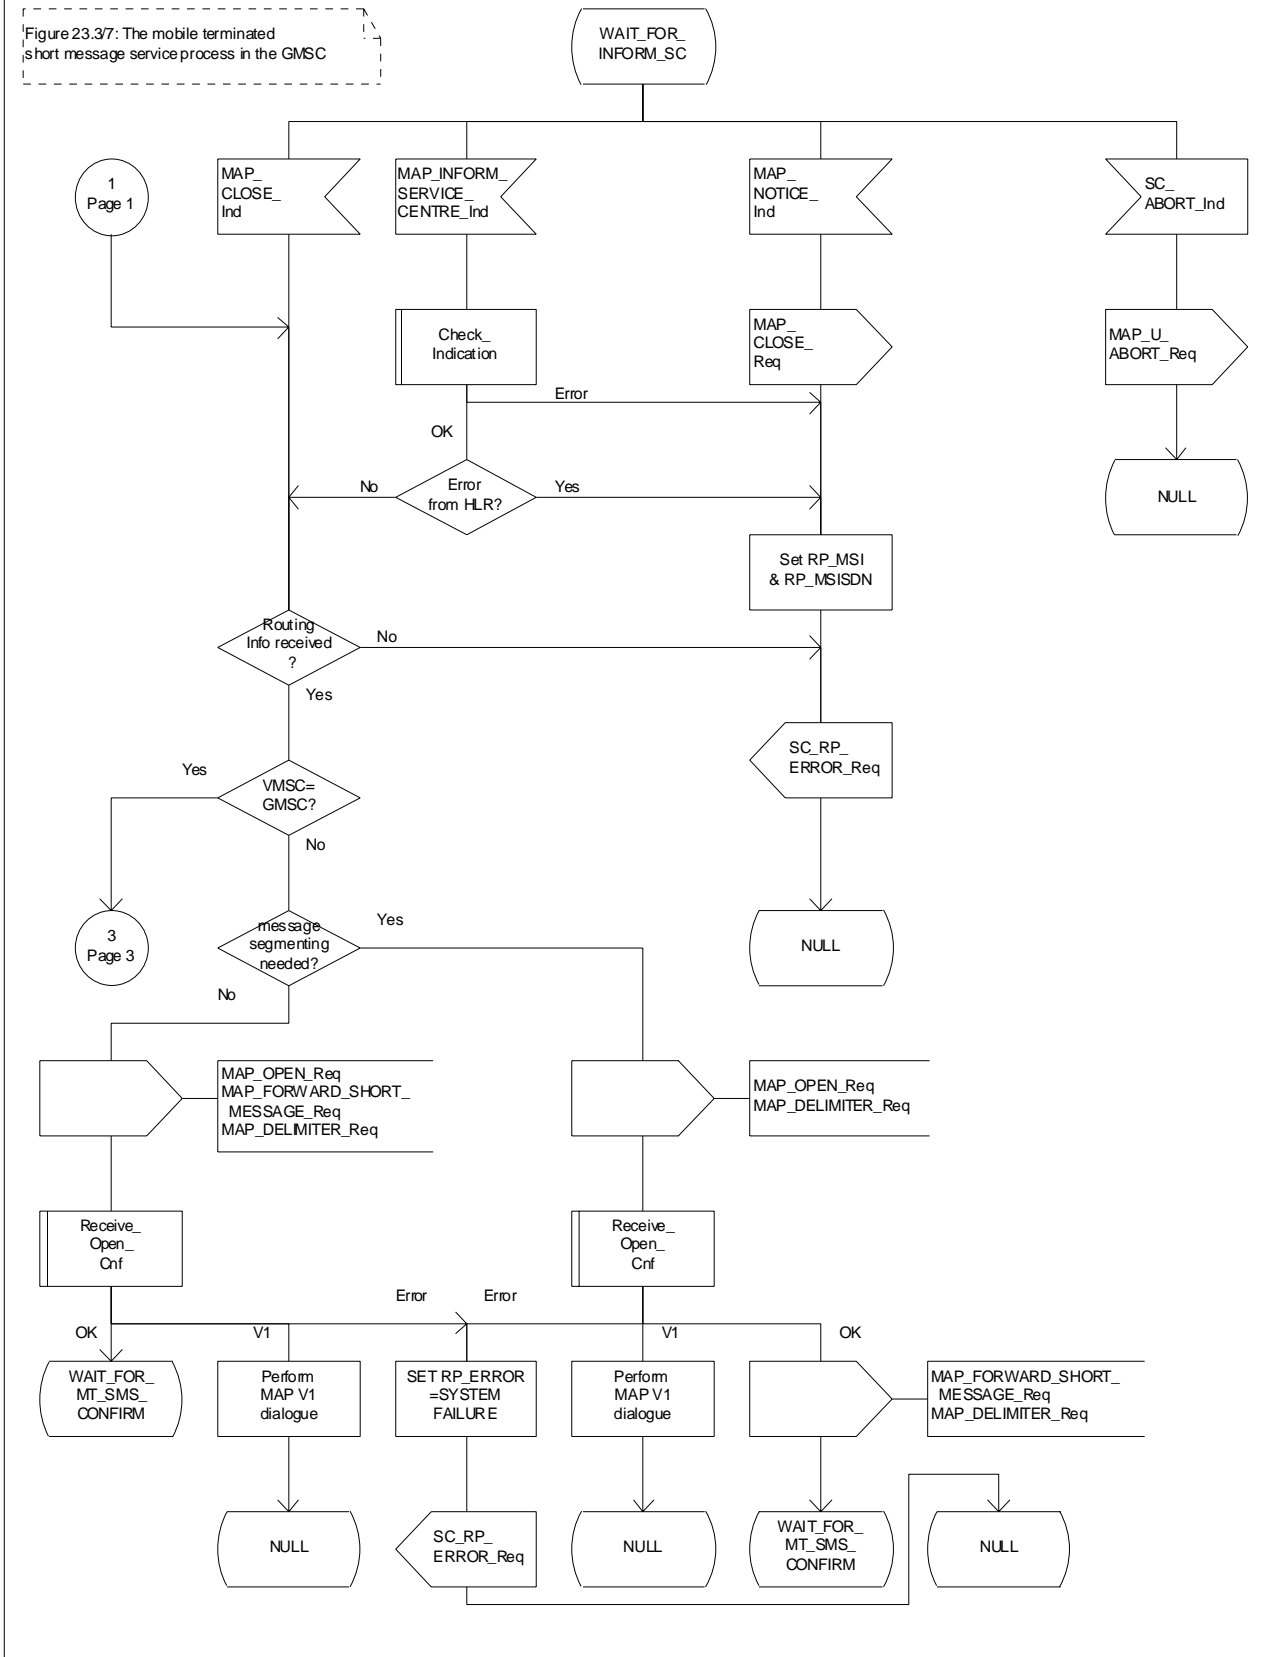 Figure 23.3/7: The mobile terminated
short message service process in the GMSC
WAIT_FOR_
INFORM_SC
1
Page 1
MAP_
CLOSE_
Ind
MAP_INFORM_
SERVICE_
CENTRE_Ind
MAP_
NOTICE_
Ind
SC_
ABORT_Ind
Check_
Indication
MAP_
CLOSE_
Req
MAP_U_
ABORT_Req
Error
OK
No
Error
from HLR?
Yes
NULL
Set RP_MSI
& RP_MSISDN
Routing
Info received
?
No
Yes
SC_RP_
ERROR_Req
Yes
VMSC=
GMSC?
No
3
Page 3
message
segmenting
needed?
Yes
No
NULL
MAP_OPEN_Req
MAP_FORWARD_SHORT_
MESSAGE_Req
MAP_DELIMITER_Req
MAP_OPEN_Req
MAP_DELIMITER_Req
Receive_
Open_
Cnf
Receive_
Open_
Cnf
Error
Error
OK
V1
V1
OK
WAIT_FOR_
MT_SMS_
CONFIRM
Perform
MAP V1
dialogue
SET RP_ERROR
=SYSTEM
FAILURE
Perform
MAP V1
dialogue
MAP_FORWARD_SHORT_
MESSAGE_Req
MAP_DELIMITER_Req
NULL
SC_RP_
ERROR_Req
NULL
WAIT_FOR_
MT_SMS_
CONFIRM
NULL